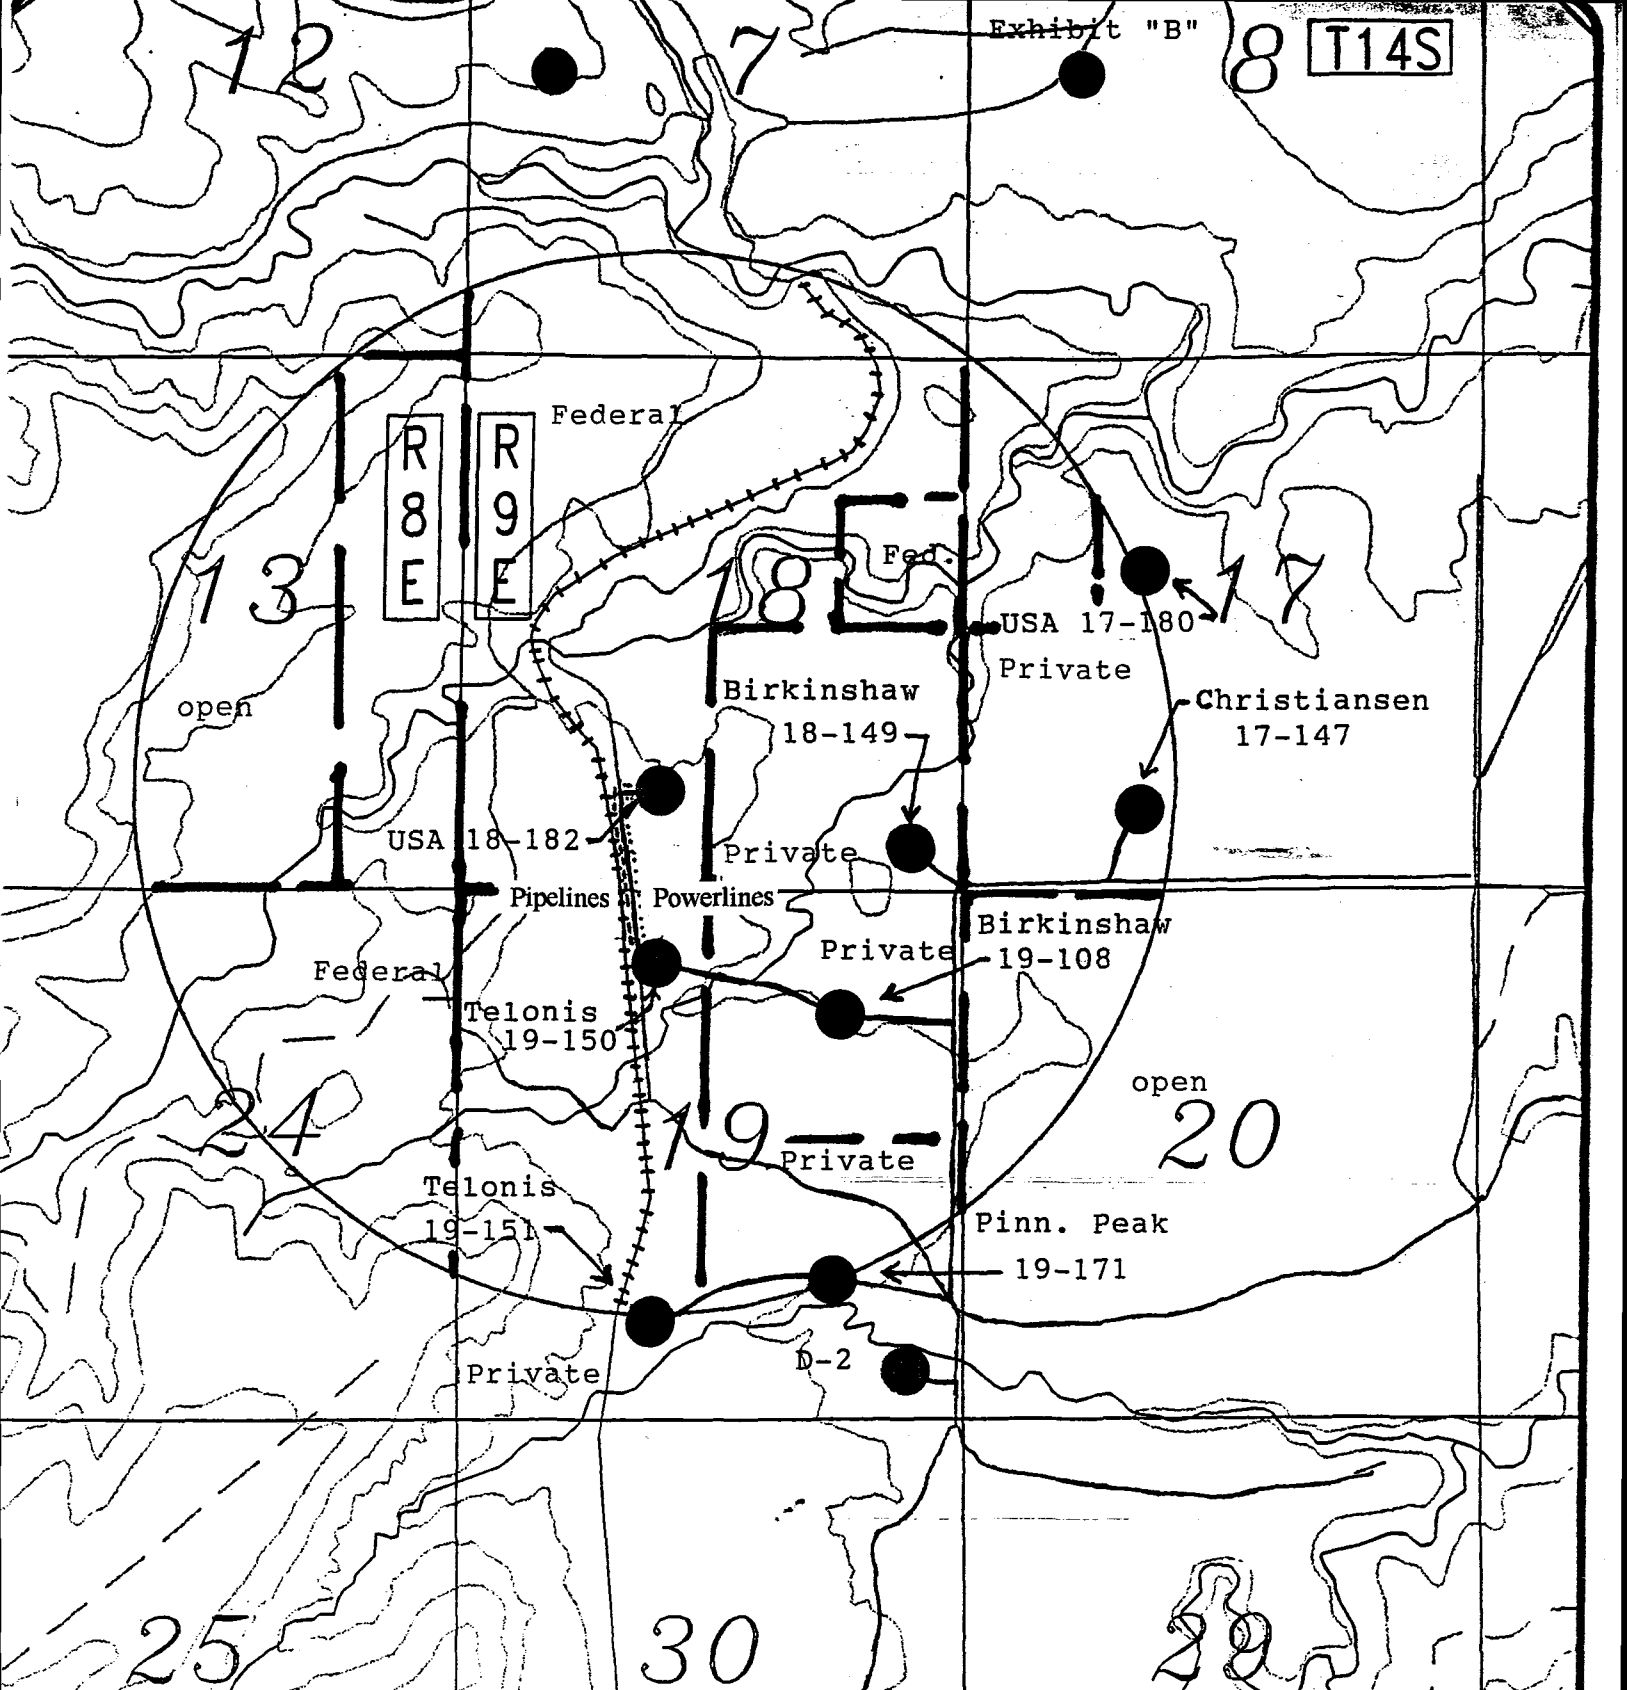 Exhibit "B"
12
7
8
T14S
Federal
R
8
E
R
9
E
13
18
Fed.
17
USA 17-180
Private
open
Birkinshaw
18-149
Christiansen
17-147
USA 18-182
Private
Pipelines
Powerlines
Birkinshaw
19-108
Private
Federal
Telonis
19-150
open
24
19
20
Private
Telonis
19-151
Pinn. Peak
19-171
D-2
Private
25
30
29